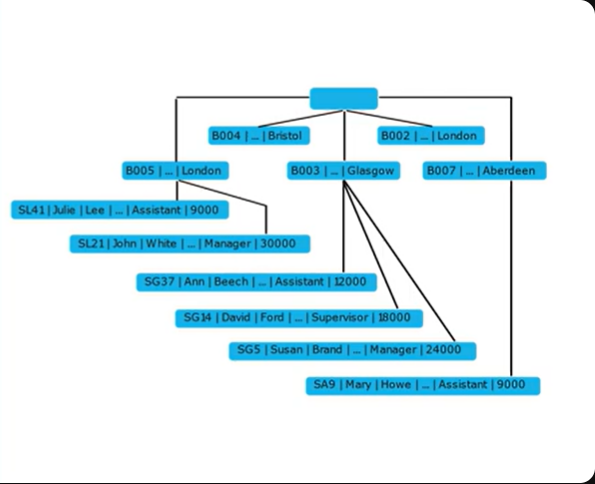 B004 | ... | Bristol
B002 | ... | London
B005 | ... | London
B003 | ... | Glasgow
B007 | ... | Aberdeen
SL41 | Julie | Lee | ... | Assistant | 9000
SL21 | John | White | ... | Manager | 30000
SG37 | Ann | Beech | ... | Assistant | 12000
SG14 | David | Ford | ... | Supervisor | 18000
SG5 | Susan | Brand | ... | Manager | 24000
SA9 | Mary | Howe | ... | Assistant | 9000